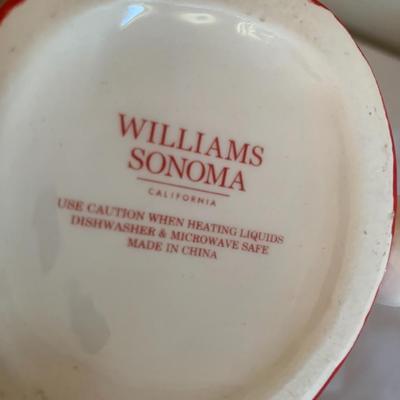 WILLIAMS
SONOMA
CALIFORNIA
USE CAUTION WHEN HEATING LIQUIDS
DISHWASHER & MICROWAVE SAFE
MADE IN CHINA